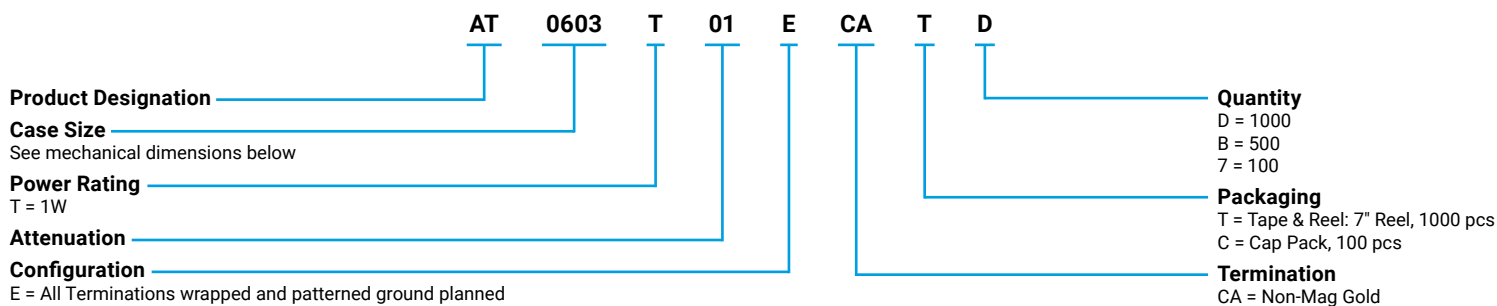 AT 0603 T 01 E CA T D
Product Designation
Case Size
See mechanical dimensions below
Power Rating
T = 1W
Attenuation
Configuration
E = All Terminations wrapped and patterned ground planned
Quantity
D = 1000
B = 500
7 = 100
Packaging
T = Tape & Reel: 7" Reel, 1000 pcs
C = Cap Pack, 100 pcs
Termination
CA = Non-Mag Gold